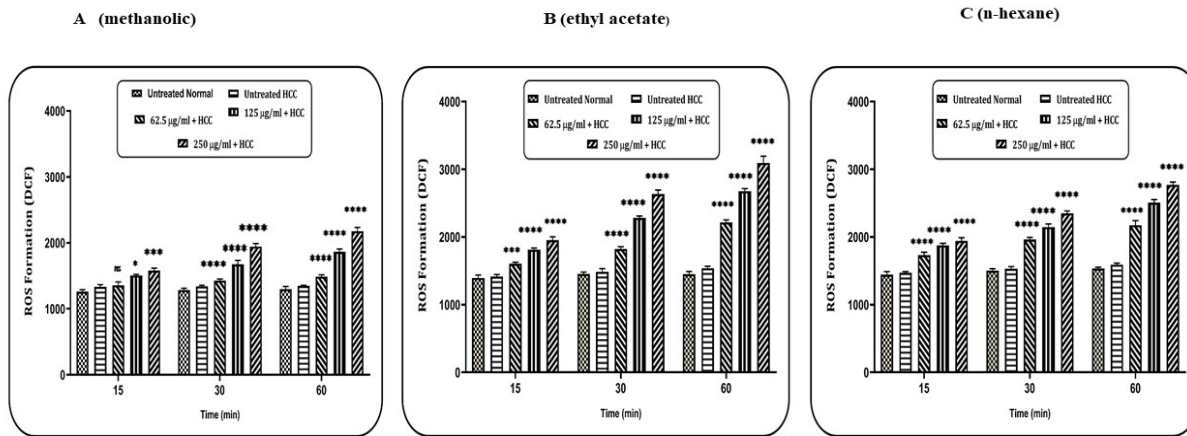 A (methanolic)
B (ethyl acetate)
C (n-hexane)
Untreated Normal Untreated HCC
62.5 µg/ml + HCC 125 µg/ml + HCC
250 µg/ml + HCC
ROS Formation (DCF)
4000
3000
2000
1000
0
ns * ***
**** **** ****
**** **** ****
15 30 60
Time (min)
Untreated Normal Untreated HCC
62.5 µg/ml + HCC 125 µg/ml + HCC
250 µg/ml + HCC
ROS Formation (DCF)
4000
3000
2000
1000
0
*** **** ****
**** **** ****
**** **** ****
15 30 60
Time (min)
Untreated Normal Untreated HCC
62.5 µg/ml + HCC 125 µg/ml + HCC
250 µg/ml + HCC
ROS Formation (DCF)
4000
3000
2000
1000
0
**** **** ****
**** **** ****
**** **** ****
15 30 60
Time (min)